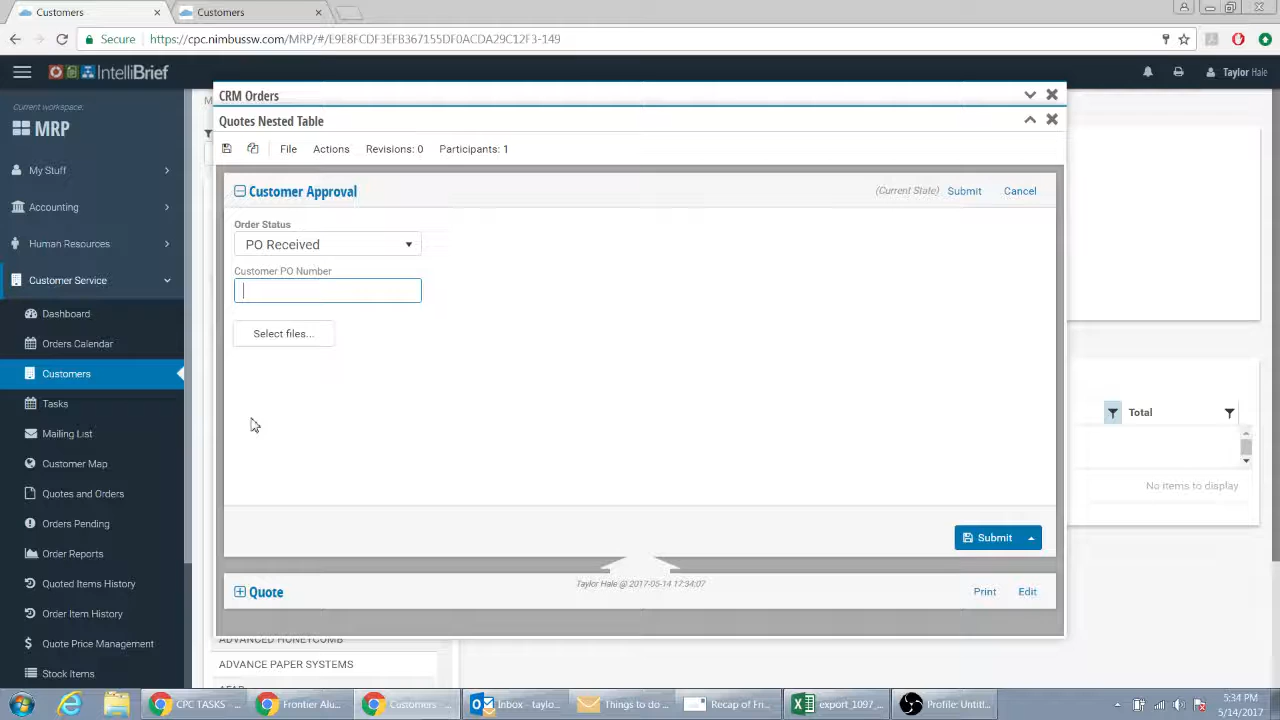 Customers
Customers
Secure
https://cpc.nimbussw.com/MRP/#/E9E8FCDF3EFB367155DF0ACDA29C12F3-149
IntelliBrief
Taylor Hale
CRM Orders
Quotes Nested Table
File Actions Revisions: 0 Participants: 1
Current workspace:
MRP
My Stuff
Accounting
Human Resources
Customer Service
Dashboard
Orders Calendar
Customers
Tasks
Mailing List
Customer Map
Quotes and Orders
Orders Pending
Order Reports
Quoted Items History
Order Item History
Quote Price Management
Stock Items
Customer Approval
(Current State) Submit Cancel
Order Status
PO Received
Customer PO Number
Select files...
Submit
Taylor Hale @ 2017-05-14 17:34:07
Quote
Print Edit
Total
No items to display
ADVANCED HONEYCOMB
ADVANCE PAPER SYSTEMS
CPC TASKS ...
Frontier Alu...
Customers ...
Inbox - taylo...
Things to do ...
Recap of Fri...
export_1097_...
Profile: Untitl...
5:34 PM
5/14/2017